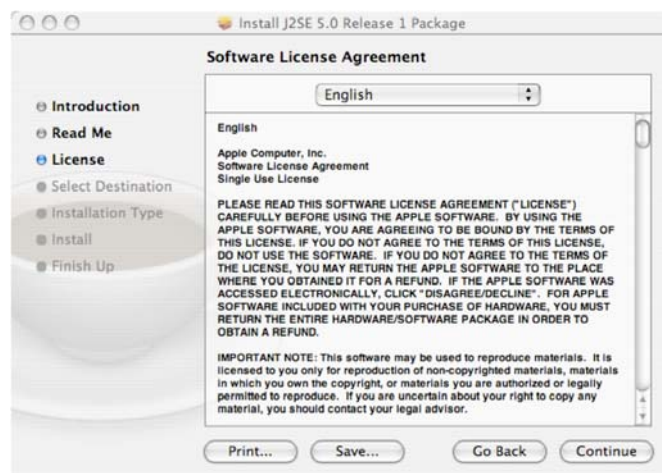 Install J2SE 5.0 Release 1 Package
Software License Agreement
Introduction
Read Me
License
Select Destination
Installation Type
Install
Finish Up
English
English
Apple Computer, Inc.
Software License Agreement
Single Use License
PLEASE READ THIS SOFTWARE LICENSE AGREEMENT ("LICENSE")
CAREFULLY BEFORE USING THE APPLE SOFTWARE. BY USING THE
APPLE SOFTWARE, YOU ARE AGREEING TO BE BOUND BY THE TERMS OF
THIS LICENSE. IF YOU DO NOT AGREE TO THE TERMS OF THIS LICENSE,
DO NOT USE THE SOFTWARE. IF YOU DO NOT AGREE TO THE TERMS OF
THE LICENSE, YOU MAY RETURN THE APPLE SOFTWARE TO THE PLACE
WHERE YOU OBTAINED IT FOR A REFUND. IF THE APPLE SOFTWARE WAS
ACCESSED ELECTRONICALLY, CLICK "DISAGREE/DECLINE". FOR APPLE
SOFTWARE INCLUDED WITH YOUR PURCHASE OF HARDWARE, YOU MUST
RETURN THE ENTIRE HARDWARE/SOFTWARE PACKAGE IN ORDER TO
OBTAIN A REFUND.
IMPORTANT NOTE: This software may be used to reproduce materials. It is
licensed to you only for reproduction of non-copyrighted materials, materials
in which you own the copyright, or materials you are authorized or legally
permitted to reproduce. If you are uncertain about your right to copy any
material, you should contact your legal advisor.
Print...
Save...
Go Back
Continue